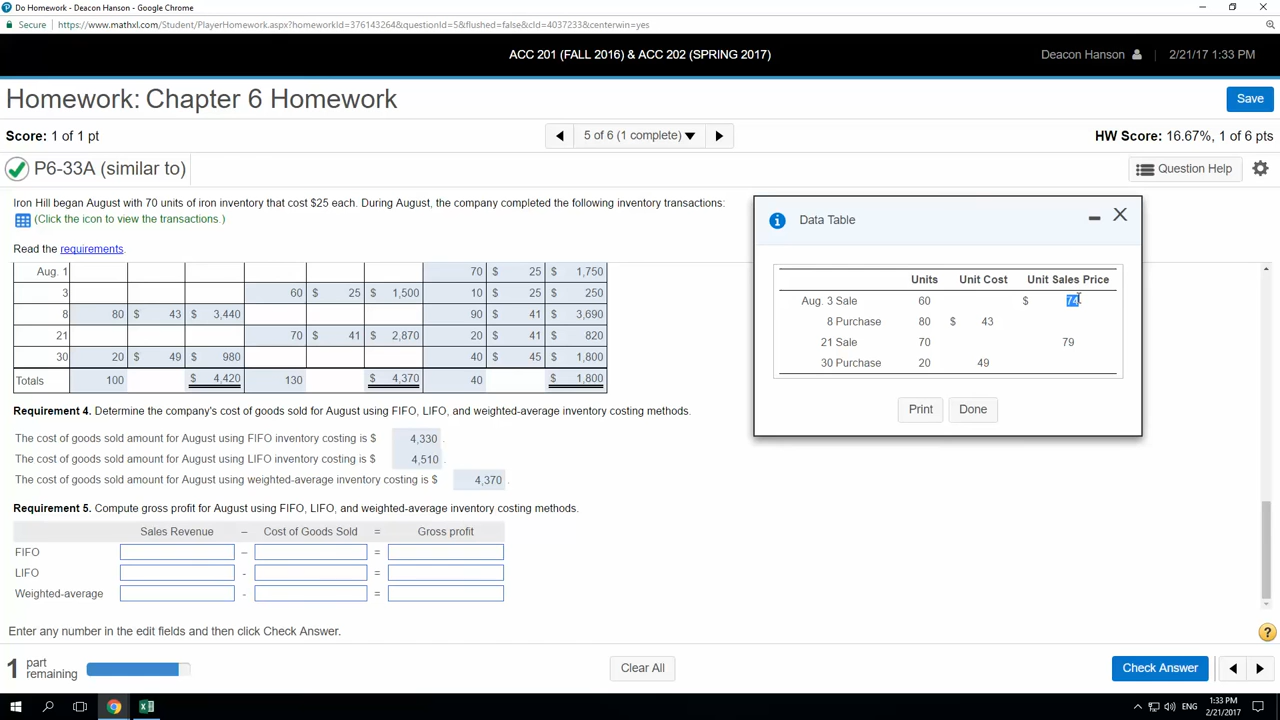 Do Homework - Deacon Hanson - Google Chrome
Secure https://www.mathxl.com/Student/PlayerHomework.aspx?homeworkId=376143264&questionId=5&flushed=false&cId=4037233&centerwin=yes
ACC 201 (FALL 2016) & ACC 202 (SPRING 2017)
Deacon Hanson 2/21/17 1:33 PM
Homework: Chapter 6 Homework
Save
Score: 1 of 1 pt
5 of 6 (1 complete)
HW Score: 16.67%, 1 of 6 pts
P6-33A (similar to)
Question Help
Iron Hill began August with 70 units of iron inventory that cost $25 each. During August, the company completed the following inventory transactions:
(Click the icon to view the transactions.)
Read the requirements.
Aug. 1 70 $ 25 $ 1,750
3 60 $ 25 $ 1,500 10 $ 25 $ 250
8 80 $ 43 $ 3,440 90 $ 41 $ 3,690
21 70 $ 41 $ 2,870 20 $ 41 $ 820
30 20 $ 49 $ 980 40 $ 45 $ 1,800
Totals 100 $ 4,420 130 $ 4,370 40 $ 1,800
Requirement 4. Determine the company's cost of goods sold for August using FIFO, LIFO, and weighted-average inventory costing methods.
The cost of goods sold amount for August using FIFO inventory costing is $ 4,330 .
The cost of goods sold amount for August using LIFO inventory costing is $ 4,510
The cost of goods sold amount for August using weighted-average inventory costing is $ 4,370 .
Requirement 5. Compute gross profit for August using FIFO, LIFO, and weighted-average inventory costing methods.
Sales Revenue – Cost of Goods Sold = Gross profit
FIFO – =
LIFO - =
Weighted-average - =
Data Table
Units Unit Cost Unit Sales Price
Aug. 3 Sale 60 $ 74
8 Purchase 80 $ 43
21 Sale 70 79
30 Purchase 20 49
Print Done
Enter any number in the edit fields and then click Check Answer.
?
1 part remaining
Clear All
Check Answer
ENG
1:33 PM
2/21/2017